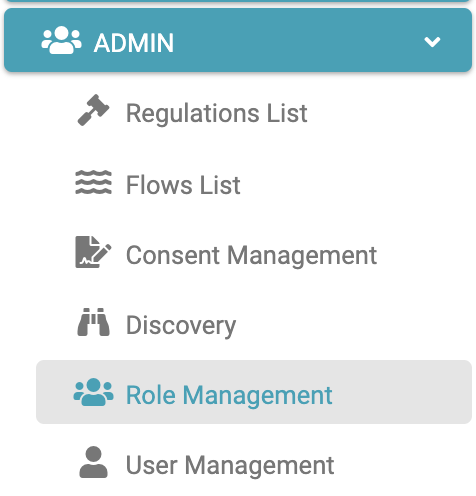 ADMIN
Regulations List
Flows List
Consent Management
Discovery
Role Management
User Management